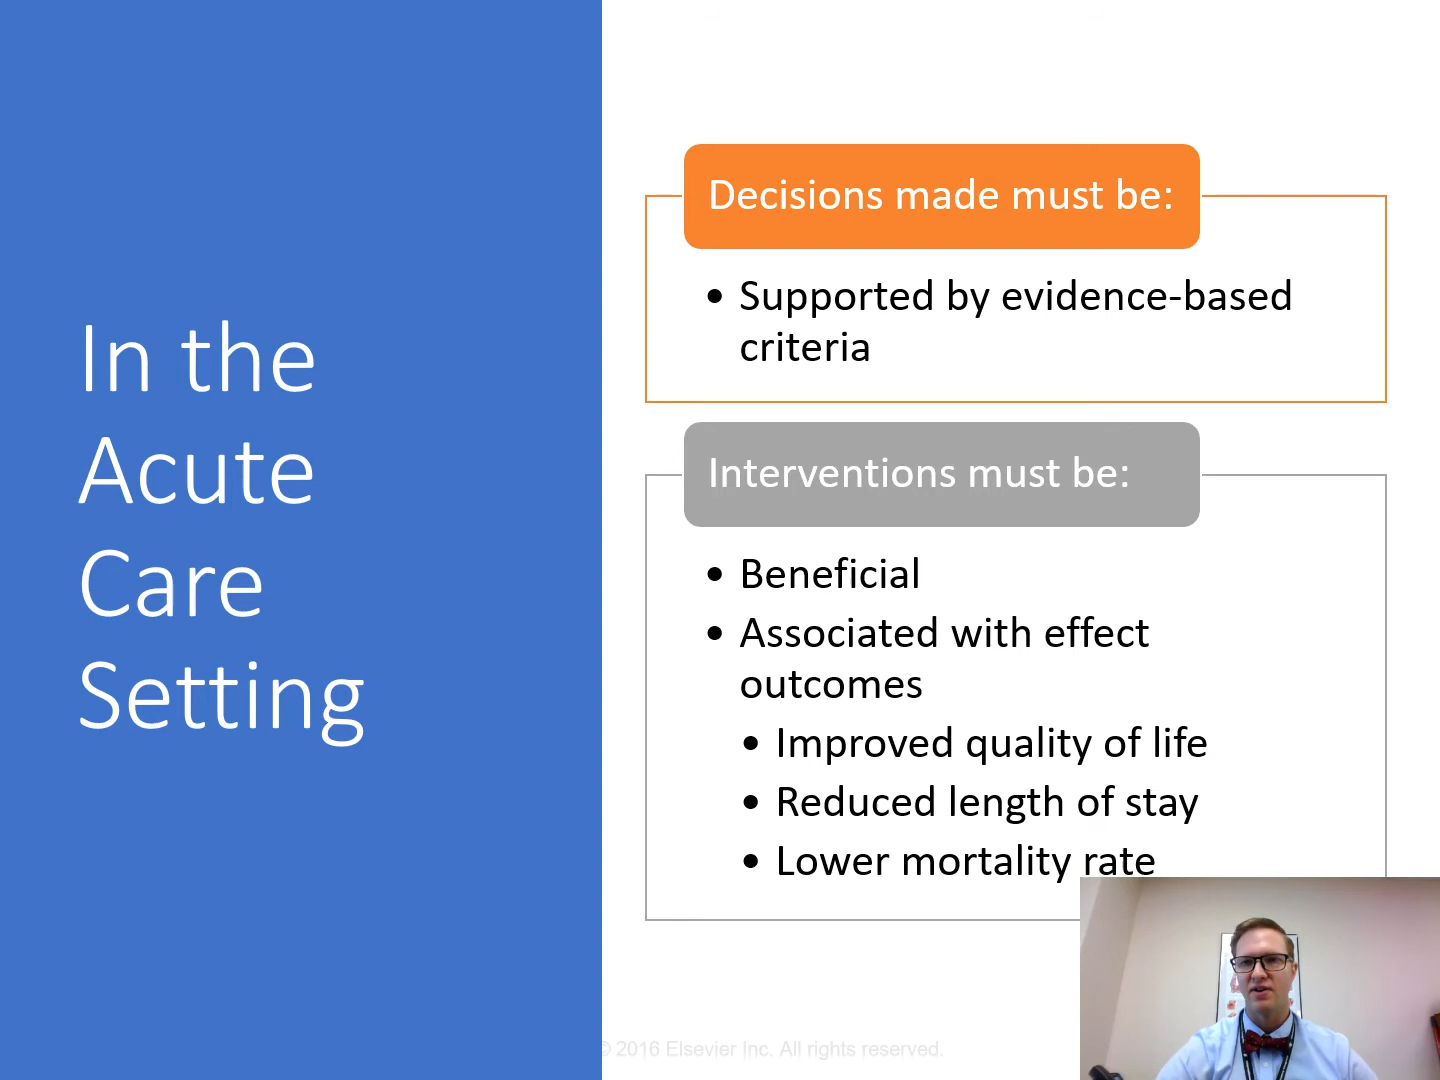 In the
Acute
Care
Setting
Decisions made must be:
• Supported by evidence-based
criteria
Interventions must be:
• Beneficial
• Associated with effect
outcomes
• Improved quality of life
• Reduced length of stay
• Lower mortality rate
© 2016 Elsevier Inc. All rights reserved.